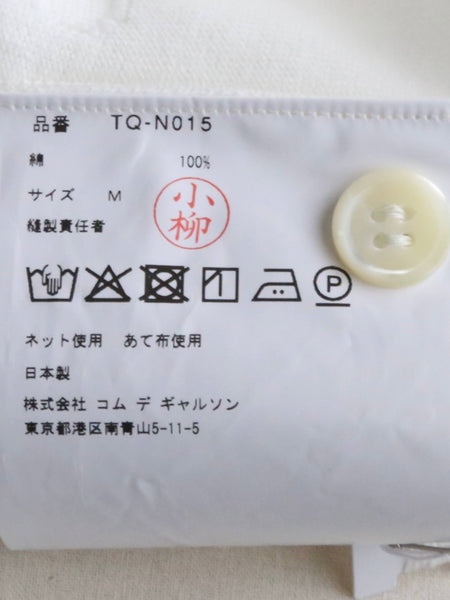 品番 TQ-N015
綿 100%
サイズ M
小柳
縫製責任者
P
ネット使用 あて布使用
日本製
株式会社 コム デ ギャルソン
東京都港区南青山5-11-5